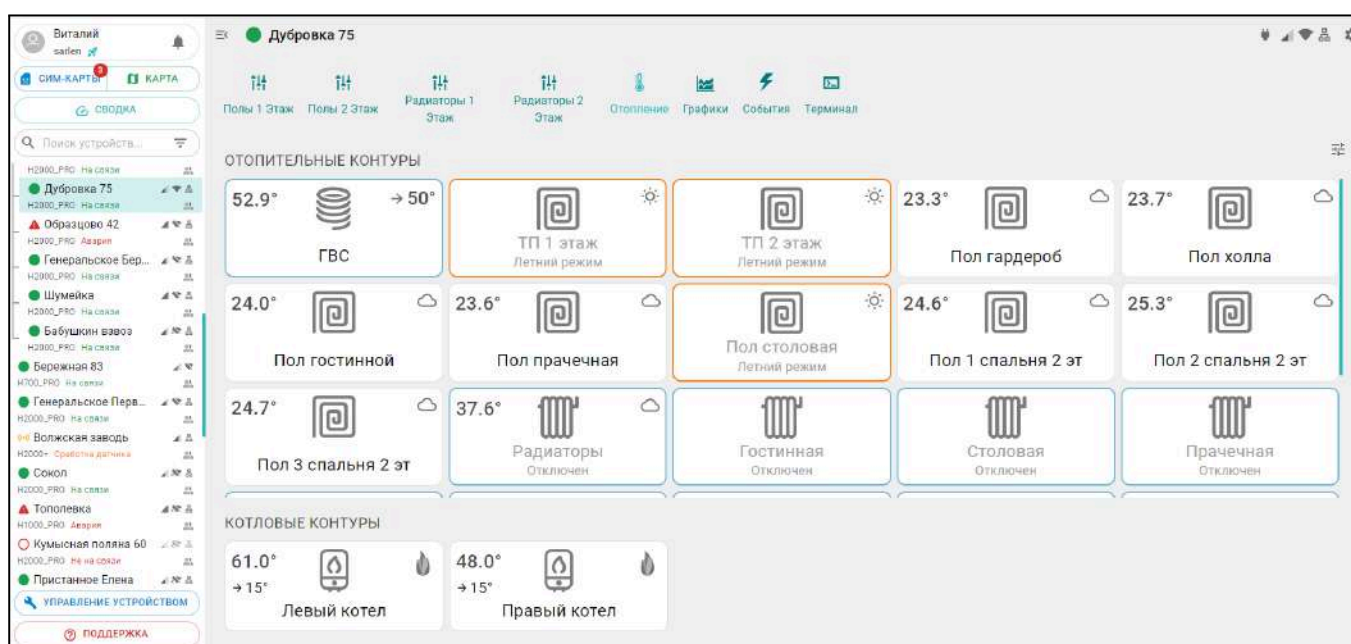 Виталий
satlen
СИМ-КАРТЫ
3
КАРТА
СВОДКА
Поиск устройств...
H2000_PRO На связи
Дубровка 75
H2000_PRO На связи
Образцово 42
H2000_PRO Авария
Генеральское Бер...
H2000_PRO На связи
Шумейка
H2000_PRO На связи
Бабушкин взвоз
H2000_PRO На связи
Бережная 83
H700_PRO На связи
Генеральское Перв...
H2000_PRO На связи
Волжская заводь
H2000+ Сработка датчика
Сокол
H2000_PRO На связи
Тополевка
H1000_PRO Авария
Кумысная поляна 60
H2000_PRO Не на связи
Пристанное Елена
УПРАВЛЕНИЕ УСТРОЙСТВОМ
ПОДДЕРЖКА
Дубровка 75
Полы 1 Этаж
Полы 2 Этаж
Радиаторы 1
Этаж
Радиаторы 2
Этаж
Отопление
Графики
События
Терминал
ОТОПИТЕЛЬНЫЕ КОНТУРЫ
52.9°
→ 50°
ГВС
ТП 1 этаж
Летний режим
ТП 2 этаж
Летний режим
23.3°
Пол гардероб
23.7°
Пол холла
24.0°
Пол гостинной
23.6°
Пол прачечная
Пол столовая
Летний режим
24.6°
Пол 1 спальня 2 эт
25.3°
Пол 2 спальня 2 эт
24.7°
Пол 3 спальня 2 эт
37.6°
Радиаторы
Отключен
Гостинная
Отключен
Столовая
Отключен
Прачечная
Отключен
КОТЛОВЫЕ КОНТУРЫ
61.0°
→ 15°
Левый котел
48.0°
→ 15°
Правый котел